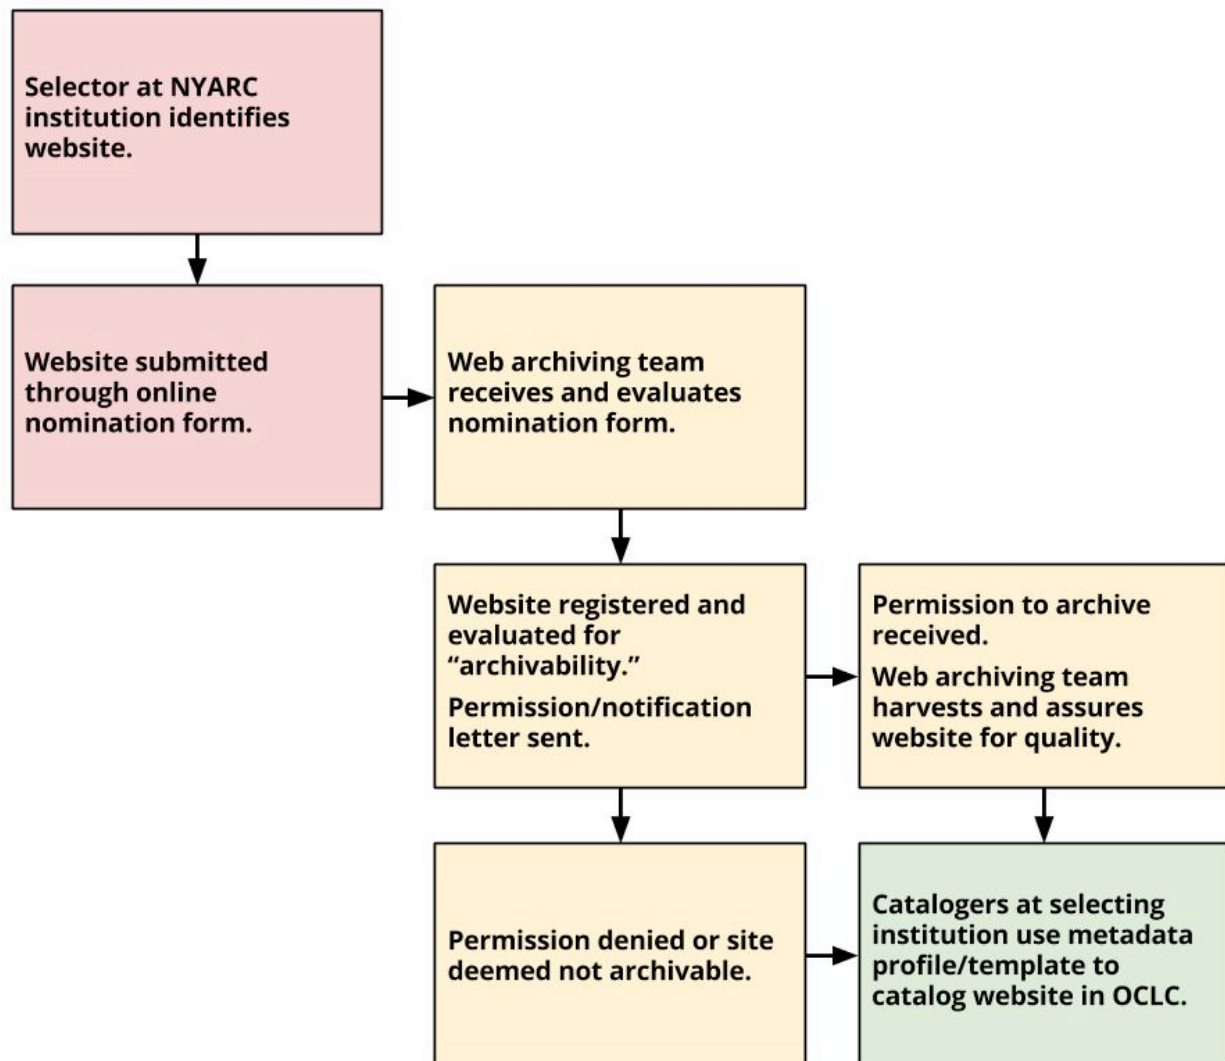 Selector at NYARC
institution identifies
website.
Website submitted
through online
nomination form.
Web archiving team
receives and evaluates
nomination form.
Website registered and
evaluated for
“archivability.”
Permission/notification
letter sent.
Permission to archive
received.
Web archiving team
harvests and assures
website for quality.
Permission denied or site
deemed not archivable.
Catalogers at selecting
institution use metadata
profile/template to
catalog website in OCLC.